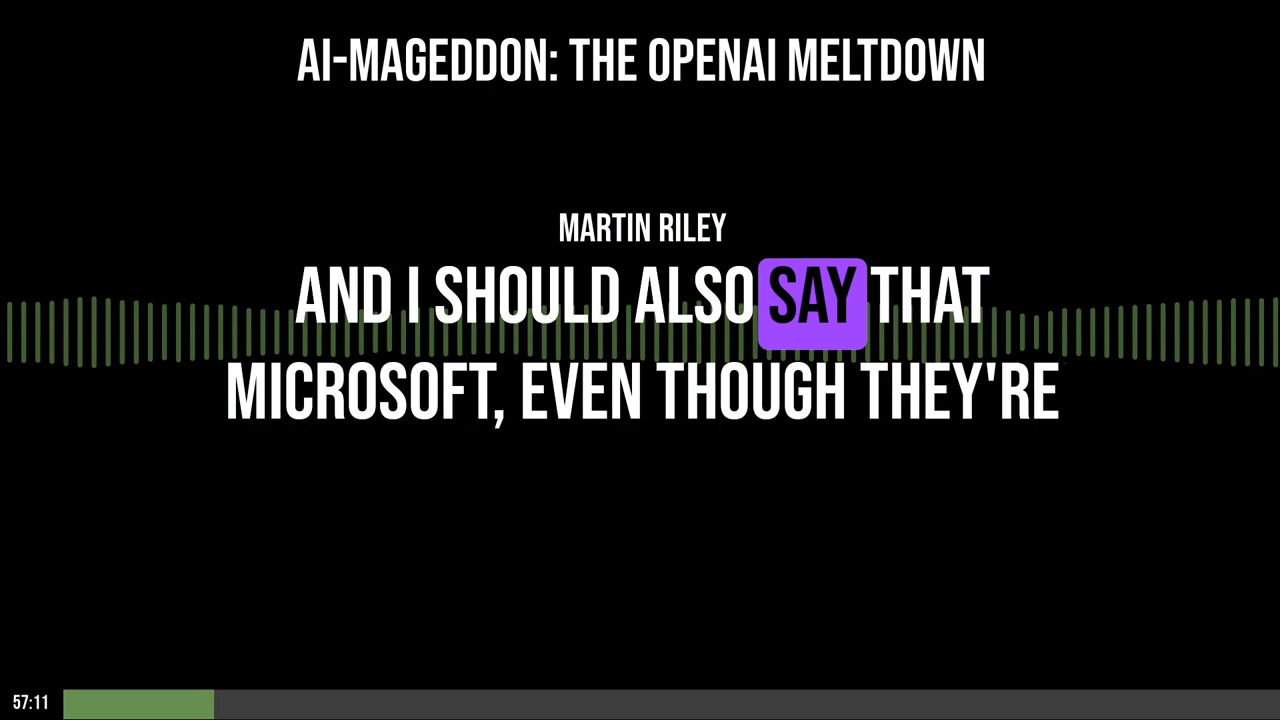 AI-MAGEDDON: THE OPENAI MELTDOWN
MARTIN RILEY
AND I SHOULD ALSO SAY THAT
MICROSOFT, EVEN THOUGH THEY'RE
57:11